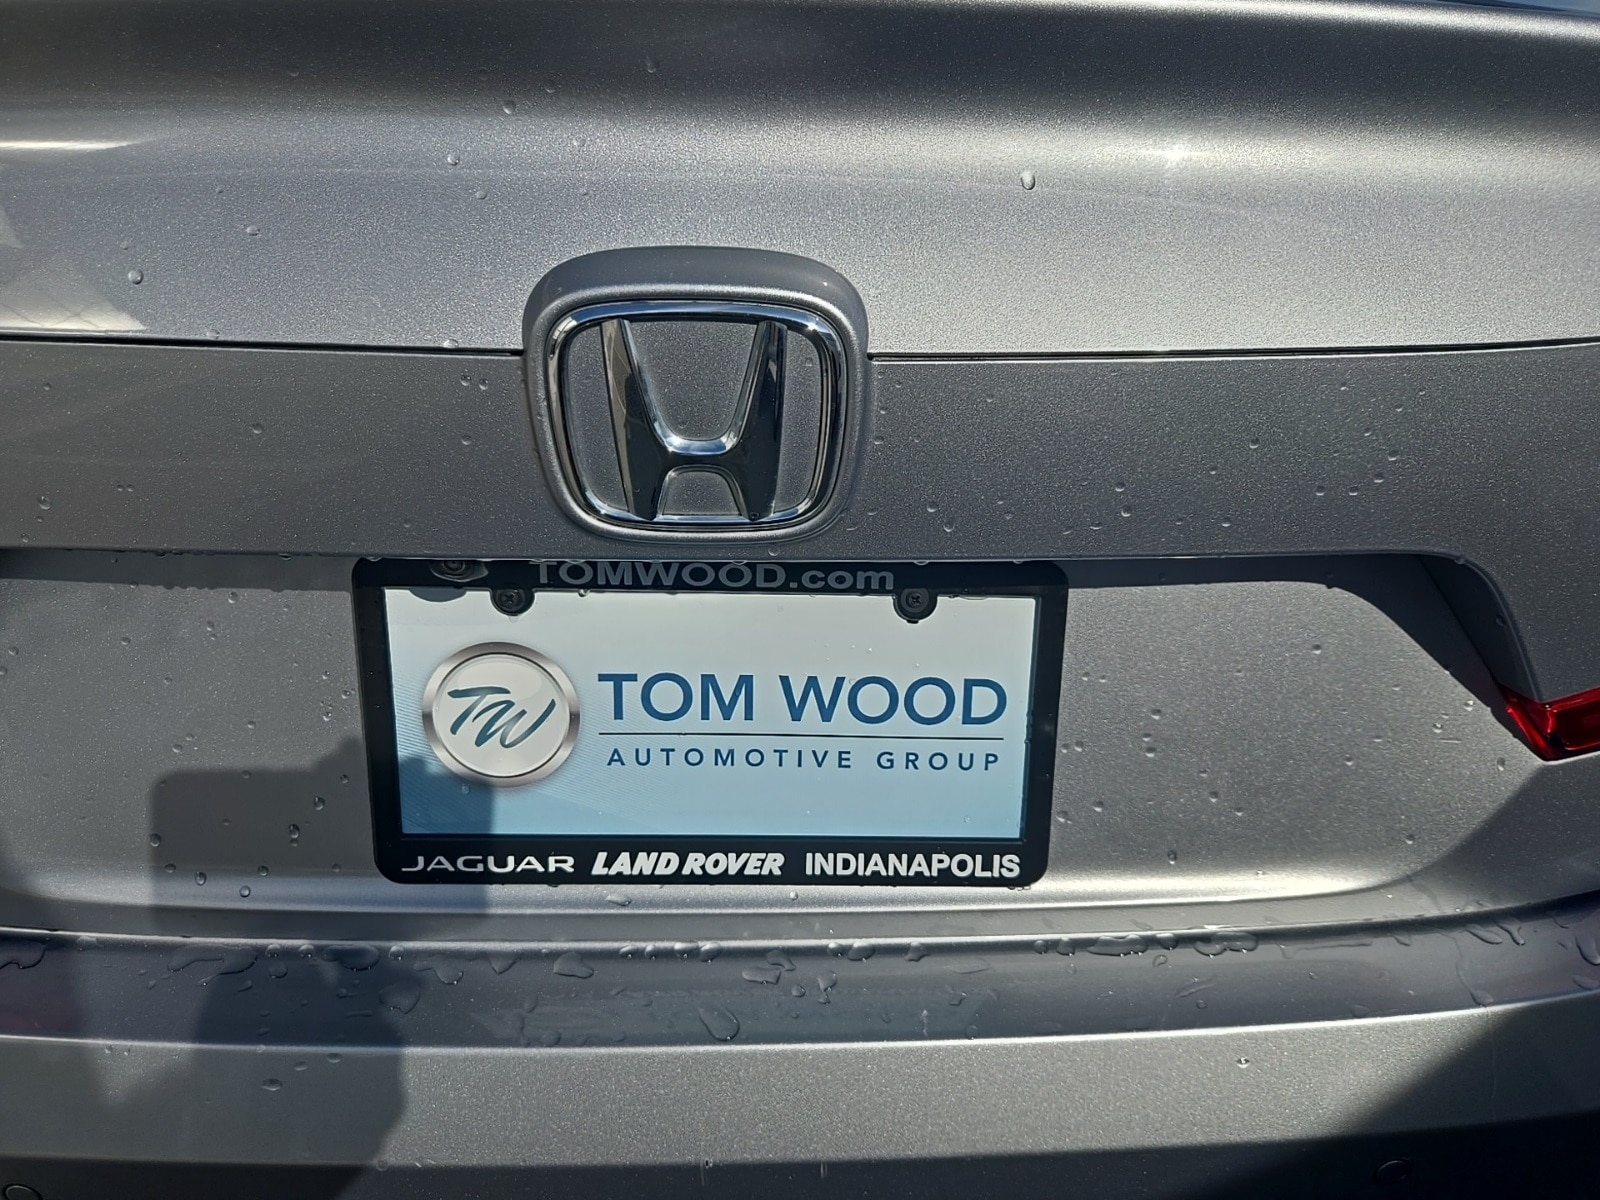 TOMWOOD.com
TW
TOM WOOD
AUTOMOTIVE GROUP
JAGUAR LAND ROVER INDIANAPOLIS